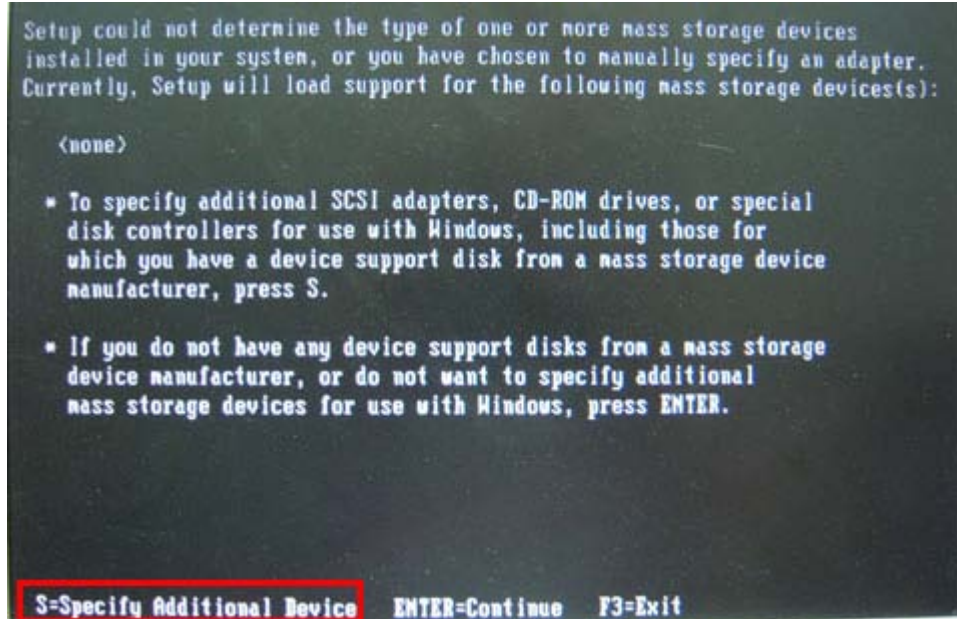 Setup could not determine the type of one or more mass storage devices
installed in your system, or you have chosen to manually specify an adapter.
Currently, Setup will load support for the following mass storage devices(s):
<none>
* To specify additional SCSI adapters, CD-ROM drives, or special
disk controllers for use with Windows, including those for
which you have a device support disk from a mass storage device
manufacturer, press S.
* If you do not have any device support disks from a mass storage
device manufacturer, or do not want to specify additional
mass storage devices for use with Windows, press ENTER.
S=Specify Additional Device ENTER=Continue F3=Exit